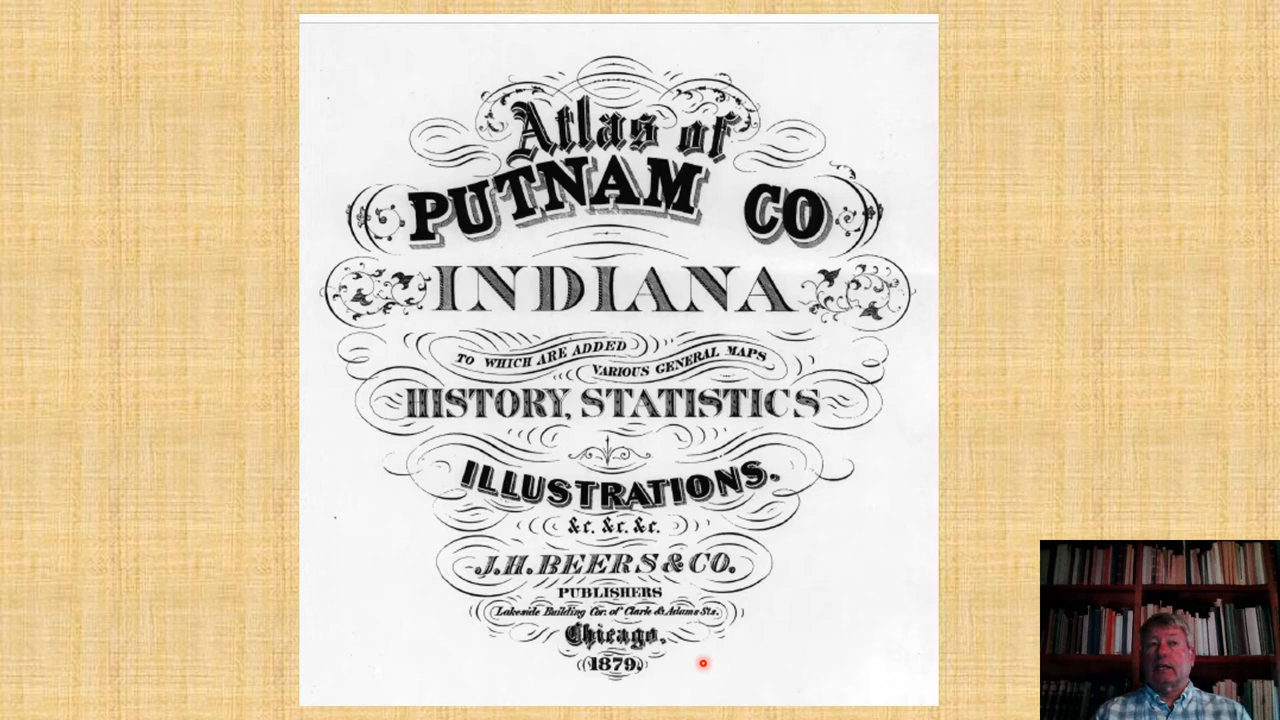 Atlas of
PUTNAM CO
INDIANA
TO WHICH ARE ADDED
VARIOUS GENERAL MAPS
HISTORY, STATISTICS
ILLUSTRATIONS.
&c. &c. &c.
J.H. BEERS & CO.
PUBLISHERS
Lakeside Building Cor. of Clark & Adams Sts.
Chicago.
1879.